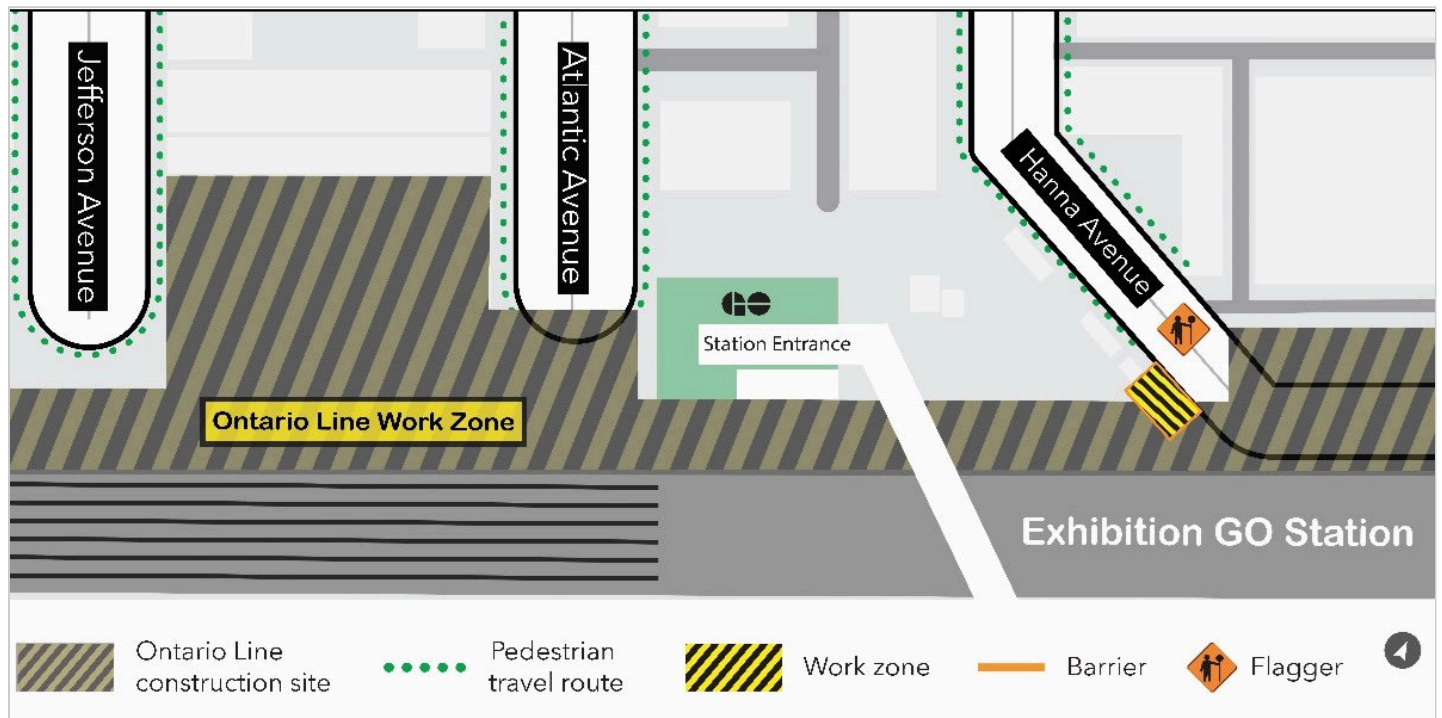 Jefferson Avenue
Atlantic Avenue
Hanna Avenue
GO
Station Entrance
Ontario Line Work Zone
Exhibition GO Station
Ontario Line
construction site
Pedestrian
travel route
Work zone
Barrier
Flagger